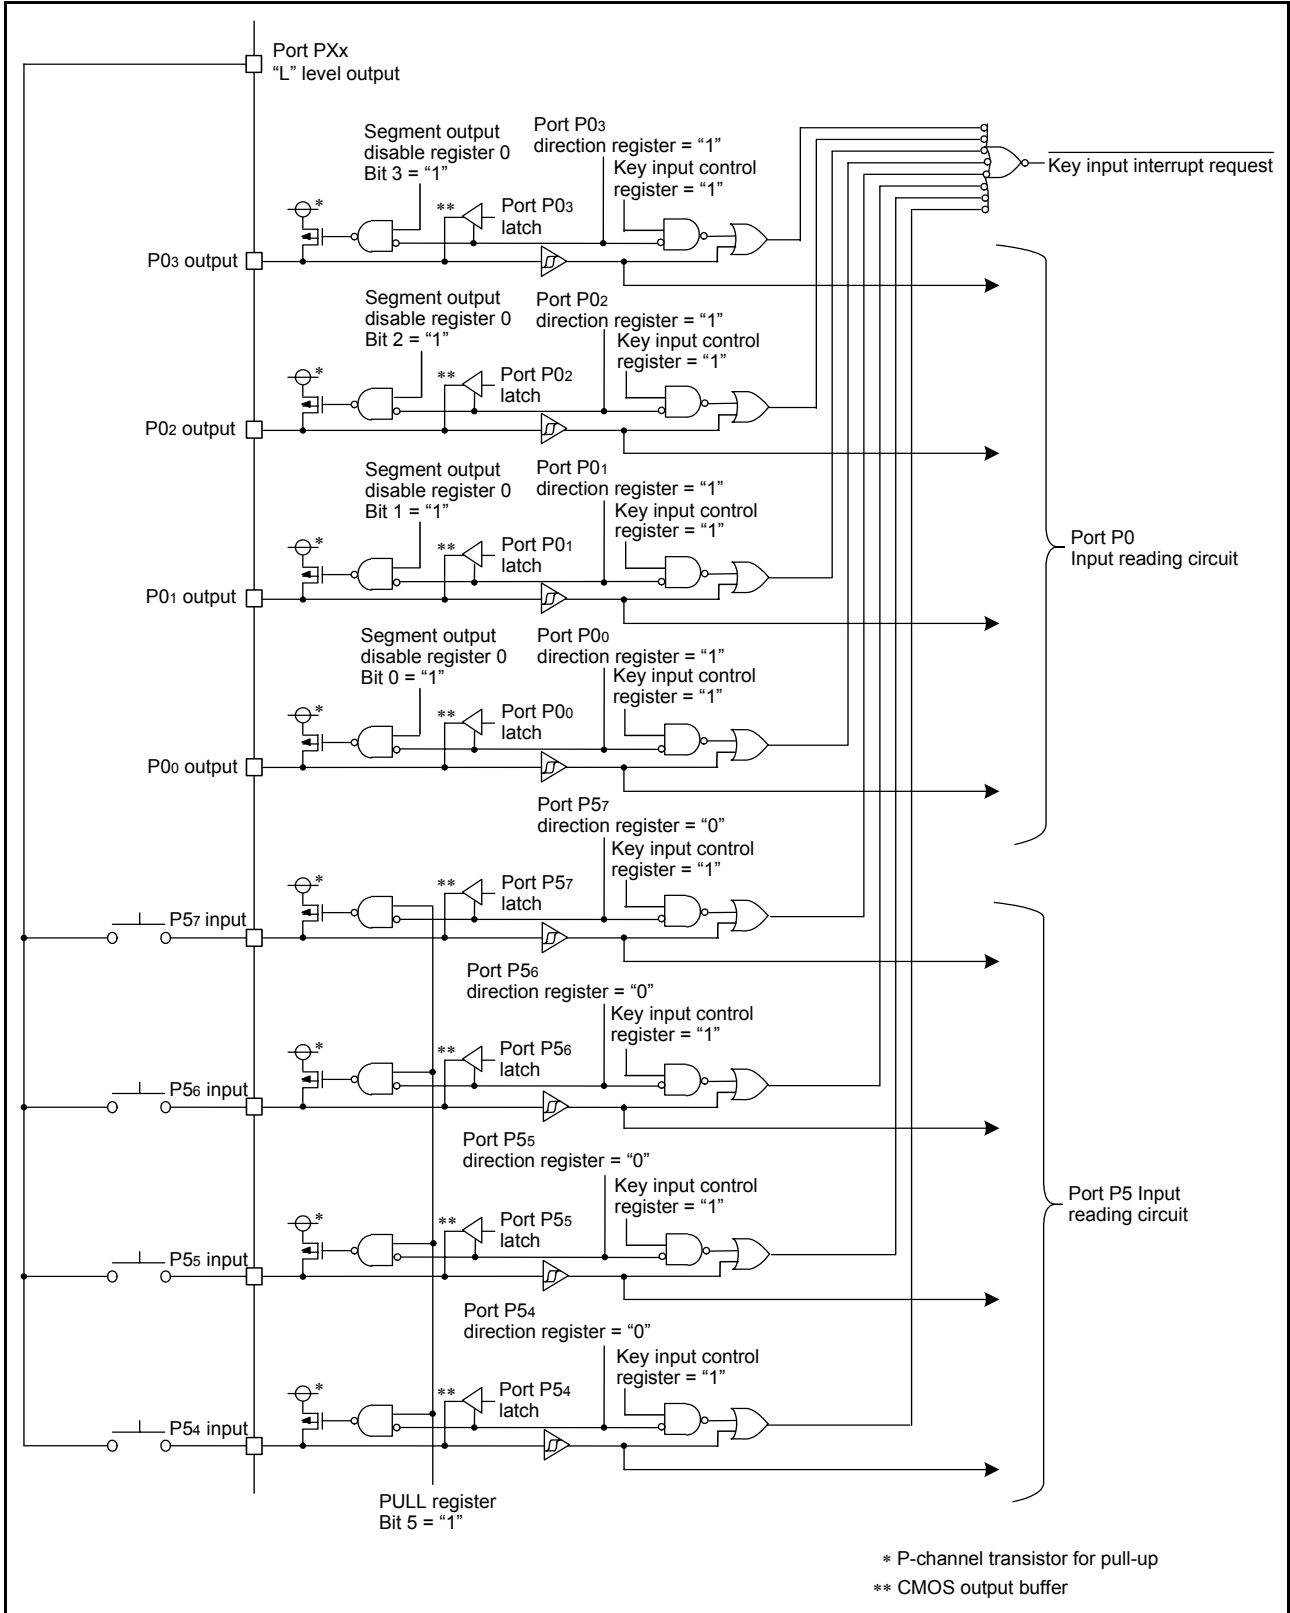 Port PXx
“L” level output
Segment output
disable register 0
Bit 3 = “1”
Port P03
direction register = “1”
Key input control
register = “1”
Key input interrupt request
*
**
Port P03
latch
P03 output
Segment output
disable register 0
Bit 2 = “1”
Port P02
direction register = “1”
Key input control
register = “1”
*
**
Port P02
latch
P02 output
Segment output
disable register 0
Bit 1 = “1”
Port P01
direction register = “1”
Key input control
register = “1”
*
**
Port P01
latch
P01 output
Port P0
Input reading circuit
Segment output
disable register 0
Bit 0 = “1”
Port P00
direction register = “1”
Key input control
register = “1”
*
**
Port P00
latch
P00 output
Port P57
direction register = “0”
Key input control
register = “1”
*
**
Port P57
latch
P57 input
Port P56
direction register = “0”
Key input control
register = “1”
*
**
Port P56
latch
P56 input
Port P55
direction register = “0”
Key input control
register = “1”
*
**
Port P55
latch
P55 input
Port P5 Input
reading circuit
Port P54
direction register = “0”
Key input control
register = “1”
*
**
Port P54
latch
P54 input
PULL register
Bit 5 = “1”
* P-channel transistor for pull-up
** CMOS output buffer